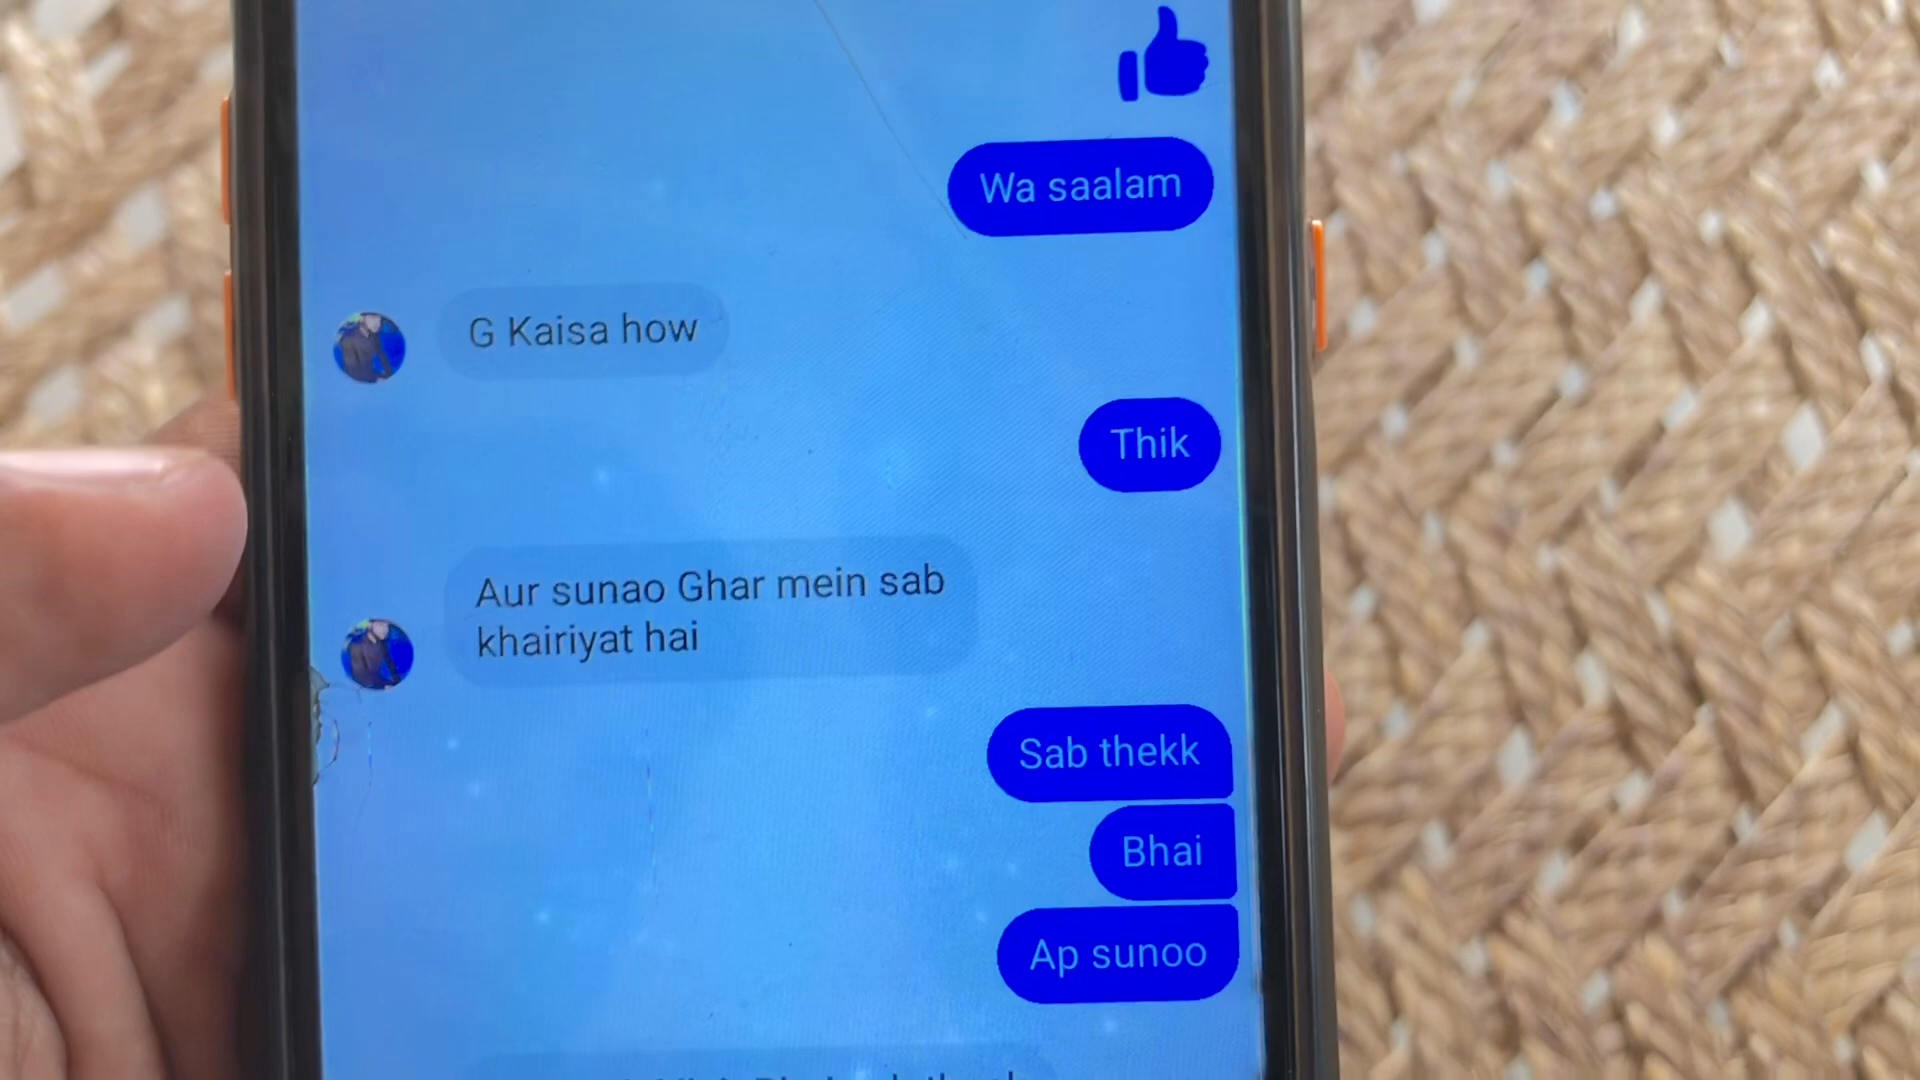 Wa saalam
G Kaisa how
Thik
Aur sunao Ghar mein sab
khairiyat hai
Sab thekk
Bhai
Ap sunoo